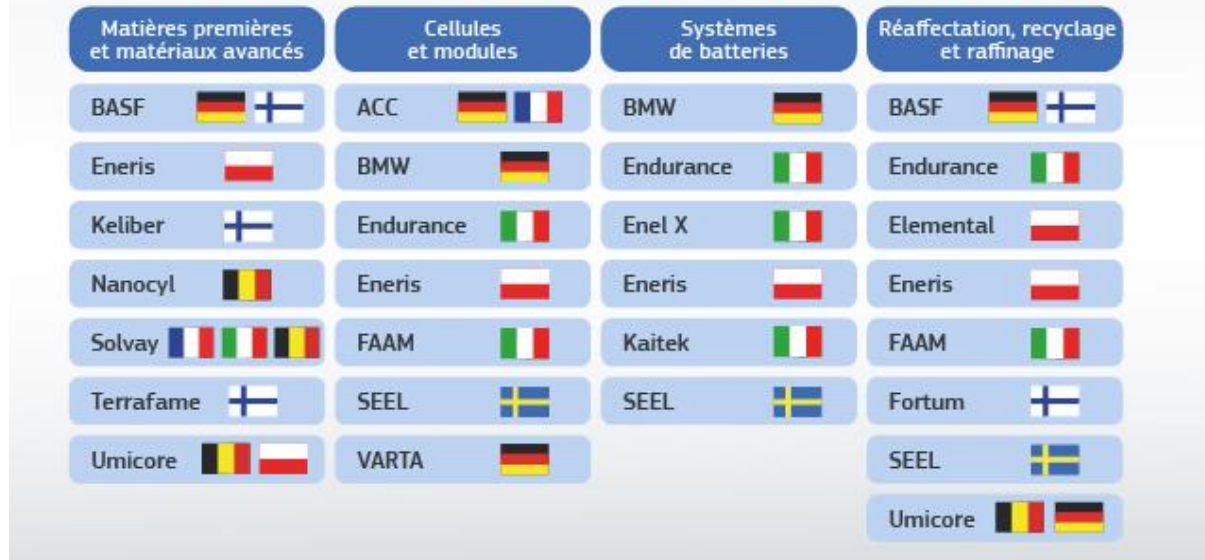 Matières premières
et matériaux avancés
BASF
Eneris
Keliber
Nanocyl
Solvay
Terrafame
Umicore
Cellules
et modules
ACC
BMW
Endurance
Eneris
FAAM
SEEL
VARTA
Systèmes
de batteries
BMW
Endurance
Enel X
Eneris
Kaitek
SEEL
Réaffectation, recyclage
et raffinage
BASF
Endurance
Elemental
Eneris
FAAM
Fortum
SEEL
Umicore